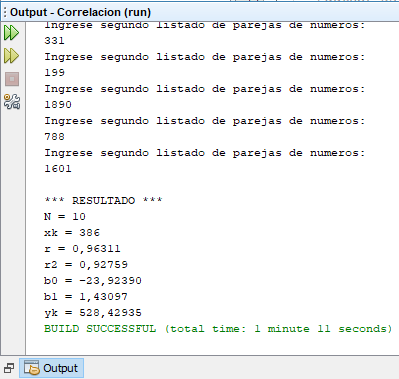 Output - Correlacion (run)
Ingrese segundo listado de parejas de numeros:
331
Ingrese segundo listado de parejas de numeros:
199
Ingrese segundo listado de parejas de numeros:
1890
Ingrese segundo listado de parejas de numeros:
788
Ingrese segundo listado de parejas de numeros:
1601
*** RESULTADO ***
N = 10
xk = 386
r = 0,96311
r2 = 0,92759
b0 = -23,92390
b1 = 1,43097
yk = 528,42935
BUILD SUCCESSFUL (total time: 1 minute 11 seconds)
Output